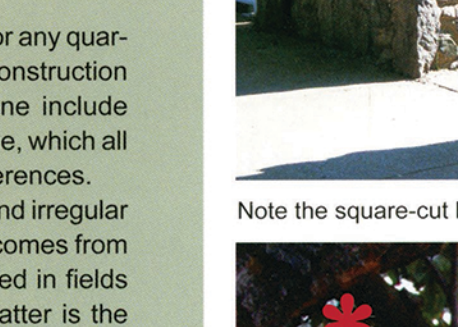 or any quar-
onstruction
ne include
e, which all
erences.
nd irregular
comes from
ed in fields
atter is the
Note the square-cut